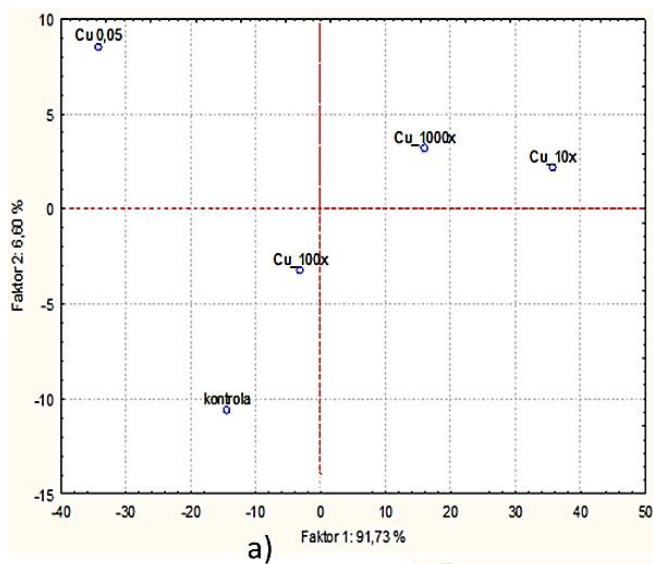 10
Cu 0,05
5
Cu_1000x
Cu_10x
0
Cu_100x
-5
kontrola
-10
-15
-40 -30 -20 -10 0 10 20 30 40 50
Faktor 2: 6,60 %
Faktor 1: 91,73 %
a)